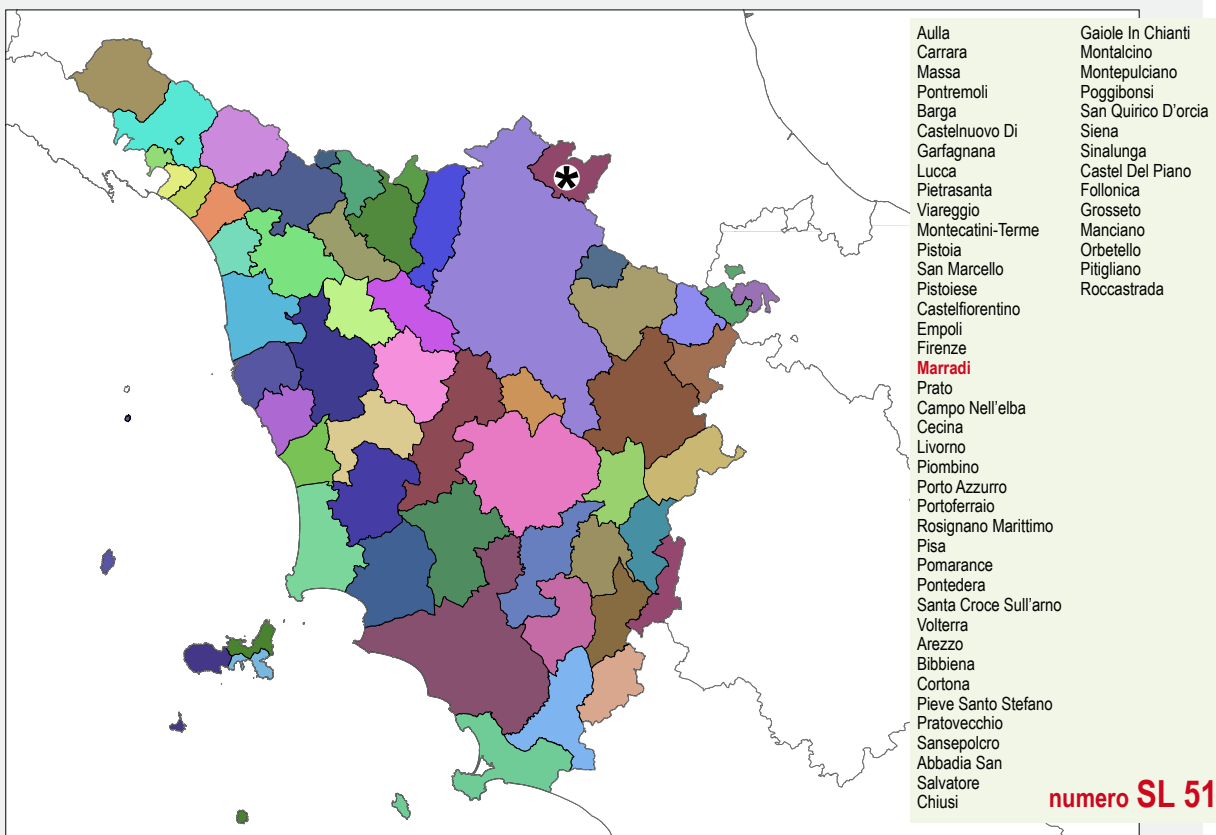 Aulla
Carrara
Massa
Pontremoli
Barga
Castelnuovo Di
Garfagnana
Lucca
Pietrasanta
Viareggio
Montecatini-Terme
Pistoia
San Marcello
Pistoiese
Castelfiorentino
Empoli
Firenze
Marradi
Prato
Campo Nell'elba
Cecina
Livorno
Piombino
Porto Azzurro
Portoferraio
Rosignano Marittimo
Pisa
Pomarance
Pontedera
Santa Croce Sull'arno
Volterra
Arezzo
Bibbiena
Cortona
Pieve Santo Stefano
Pratovecchio
Sansepolcro
Abbadia San
Salvatore
Chiusi
Gaiole In Chianti
Montalcino
Montepulciano
Poggibonsi
San Quirico D'orcia
Siena
Sinalunga
Castel Del Piano
Follonica
Grosseto
Manciano
Orbetello
Pitigliano
Roccastrada
numero SL 51
*